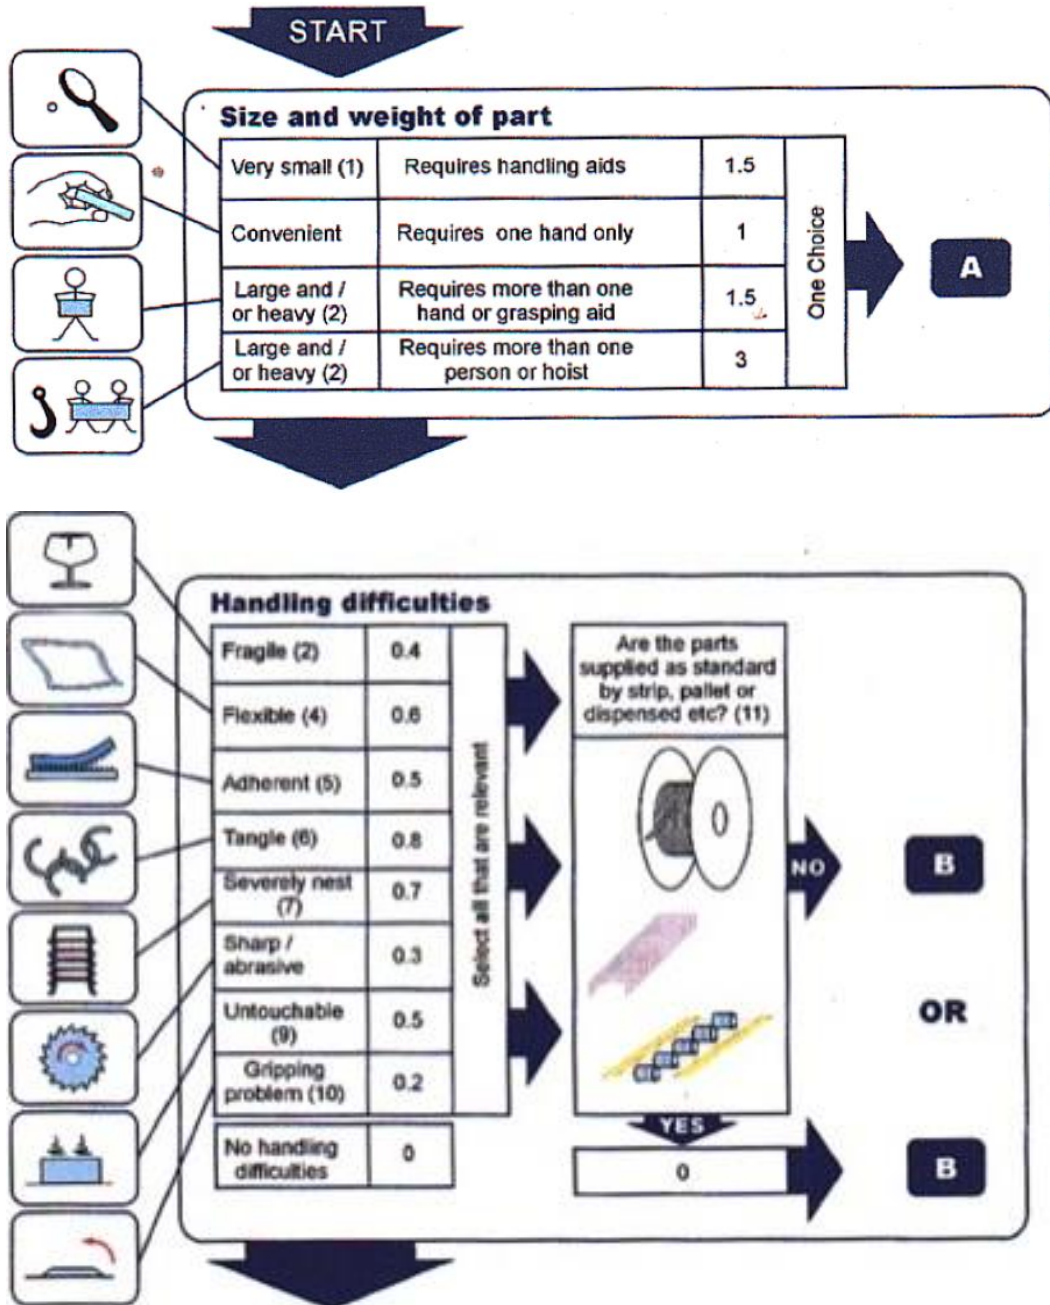 START
Size and weight of part
Very small (1) Requires handling aids 1.5
Convenient Requires one hand only 1
Large and /
or heavy (2)
Requires more than one
hand or grasping aid
1.5
Large and /
or heavy (2)
Requires more than one
person or hoist
3
One Choice
A
Handling difficulties
Fragile (2) 0.4
Flexible (4) 0.6
Adherent (5) 0.5
Tangle (6) 0.8
Severely nest
(7)
0.7
Sharp /
abrasive
0.3
Untouchable
(9)
0.5
Gripping
problem (10)
0.2
No handling
difficulties
0
Select all that are relevant
Are the parts
supplied as standard
by strip, pallet or
dispensed etc? (11)
NO
B
OR
YES
0
B